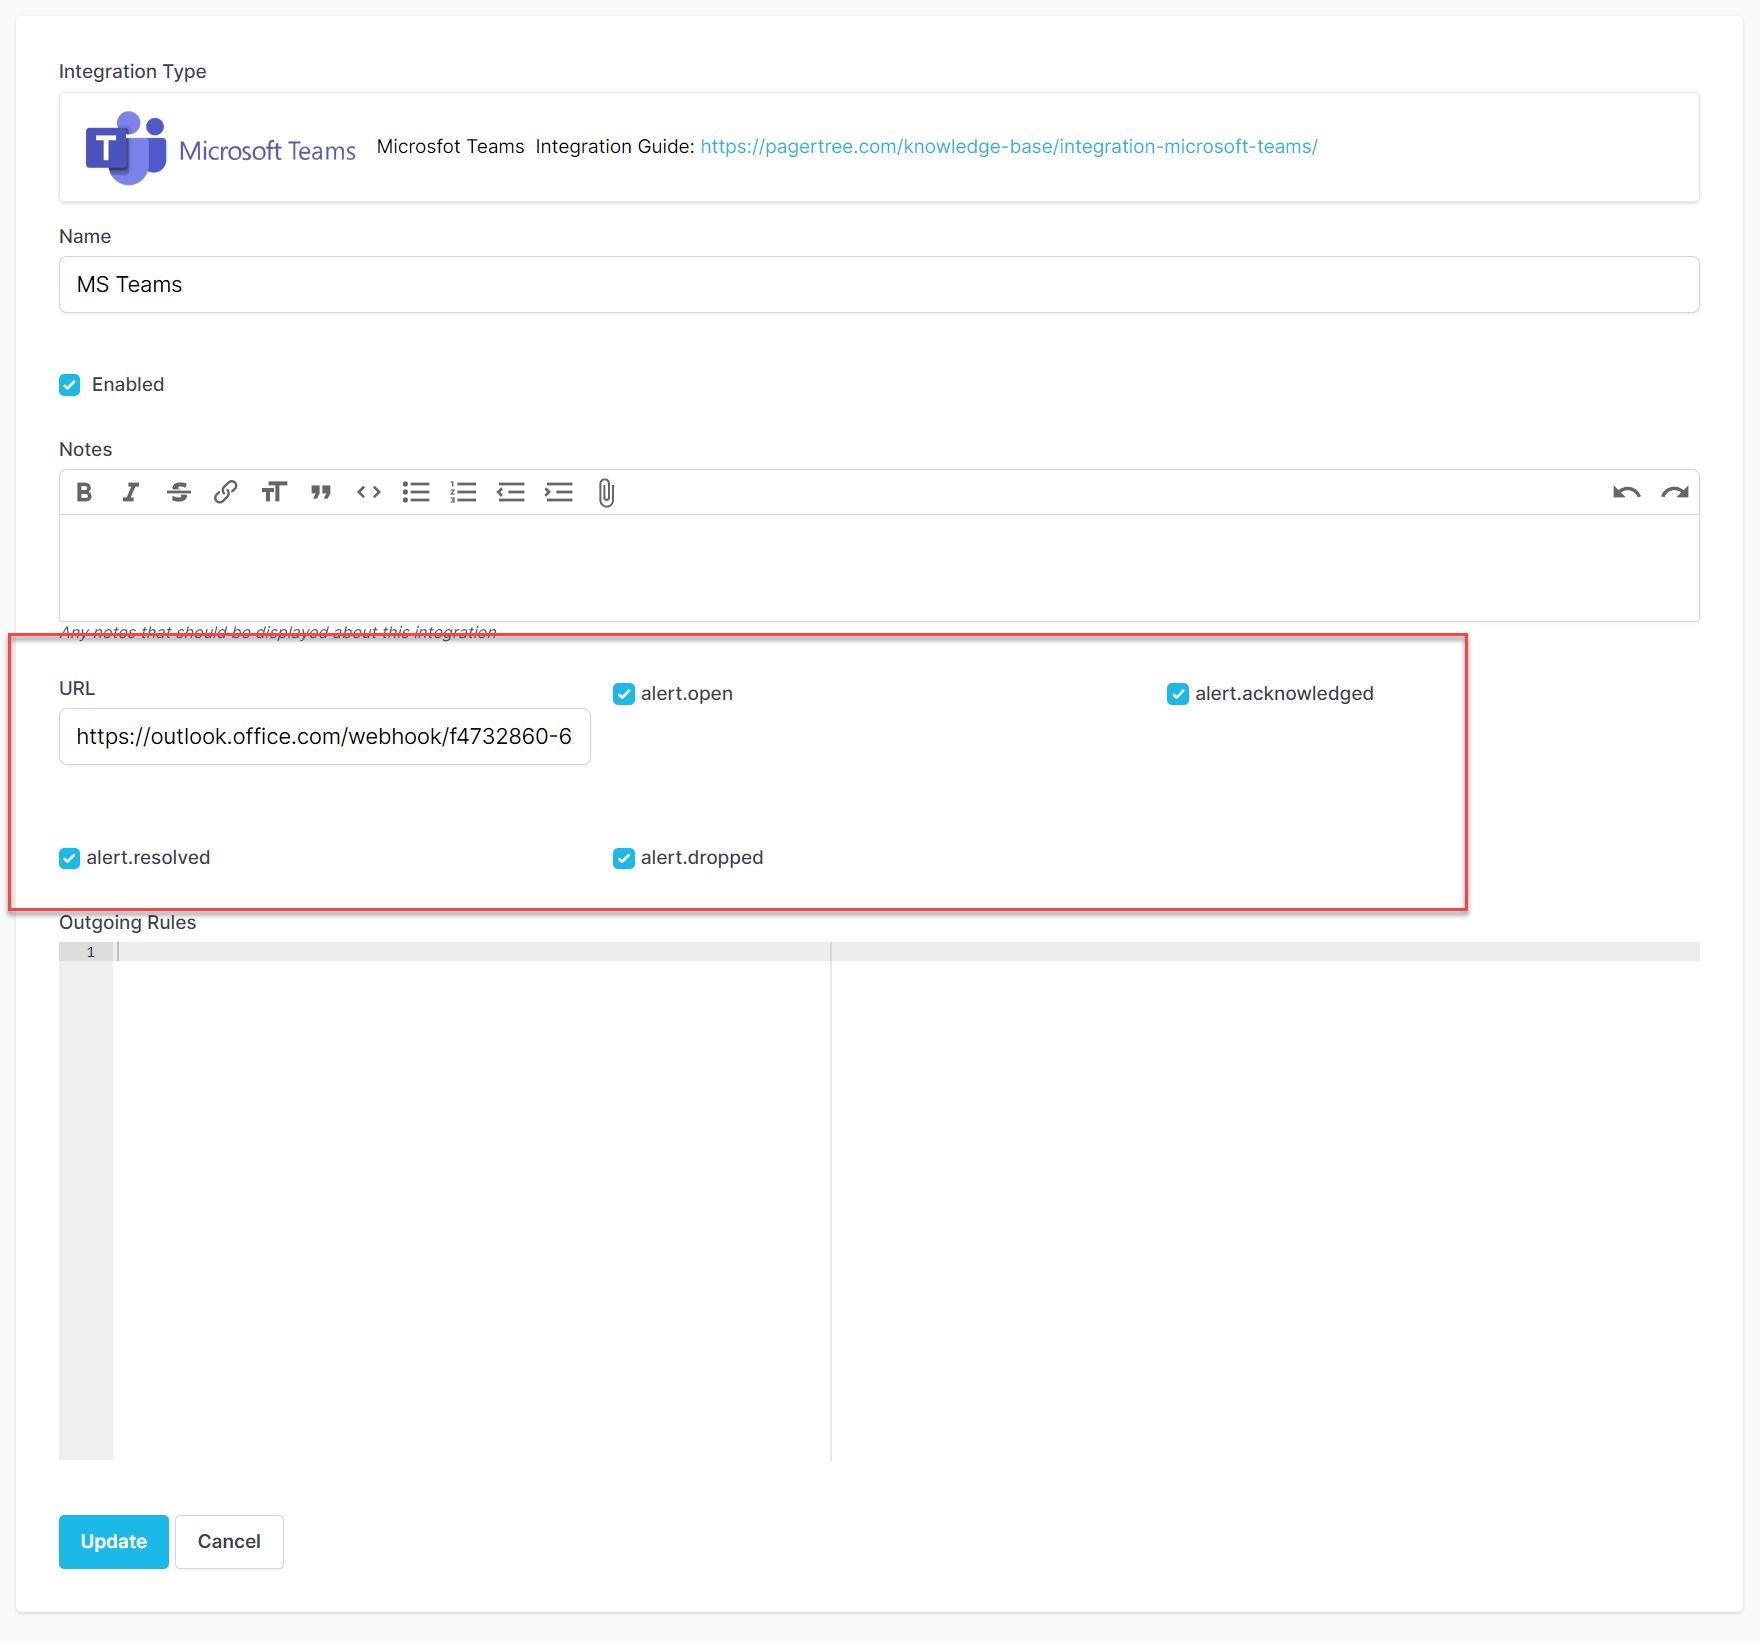 Integration Type
Microsoft Teams Microsfot Teams Integration Guide: https://pagertree.com/knowledge-base/integration-microsoft-teams/
Name
MS Teams
Enabled
Notes
Any notes that should be displayed about this integration
URL
alert.open
alert.acknowledged
https://outlook.office.com/webhook/f4732860-6
alert.resolved
alert.dropped
Outgoing Rules
1
Update
Cancel